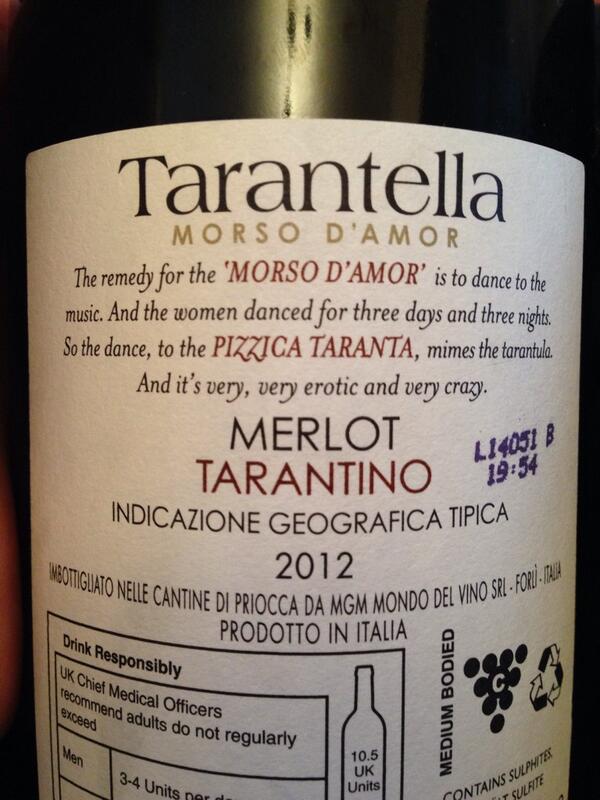 Tarantella
MORSO D'AMOR
The remedy for the 'MORSO D'AMOR' is to dance to the
music. And the women danced for three days and three nights.
So the dance, to the PIZZICA TARANTA, mimes the tarantula.
And it's very, very erotic and very crazy.
MERLOT
TARANTINO
L14051 B
19:54
INDICAZIONE GEOGRAFICA TIPICA
2012
IMBOTTIGLIATO NELLE CANTINE DI PRIOCCA DA MGM MONDO DEL VINO SRL - FORLÌ - ITALIA
PRODOTTO IN ITALIA
Drink Responsibly
UK Chief Medical Officers
recommend adults do not regularly
exceed
Men
3-4 Units per
10.5
UK
Units
MEDIUM BODIED
G
CONTAINS SULPHITES.
SULFITE